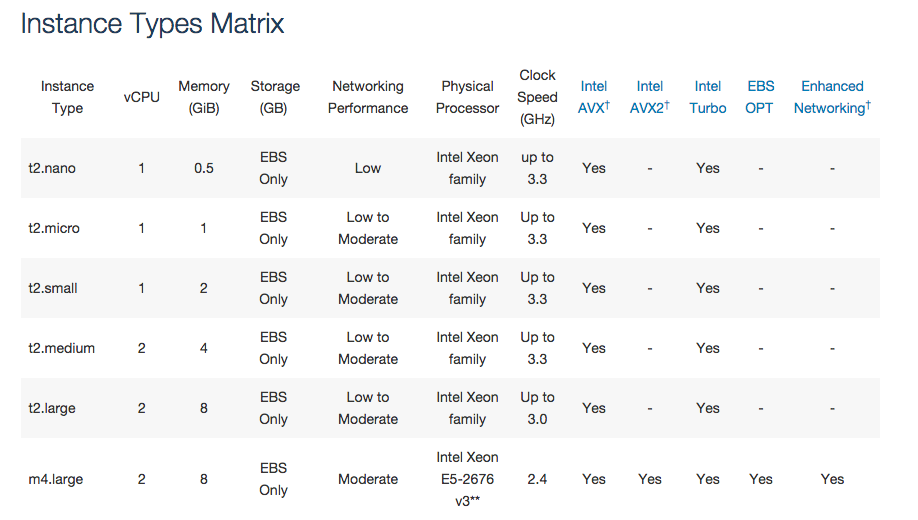 Instance Types Matrix
Instance Type vCPU Memory (GiB) Storage (GB) Networking Performance Physical Processor Clock Speed (GHz) Intel AVX† Intel AVX2† Intel Turbo EBS OPT Enhanced Networking†
t2.nano 1 0.5 EBS Only Low Intel Xeon family up to 3.3 Yes - Yes - -
t2.micro 1 1 EBS Only Low to Moderate Intel Xeon family Up to 3.3 Yes - Yes - -
t2.small 1 2 EBS Only Low to Moderate Intel Xeon family Up to 3.3 Yes - Yes - -
t2.medium 2 4 EBS Only Low to Moderate Intel Xeon family Up to 3.3 Yes - Yes - -
t2.large 2 8 EBS Only Low to Moderate Intel Xeon family Up to 3.0 Yes - Yes - -
m4.large 2 8 EBS Only Moderate Intel Xeon E5-2676 v3** 2.4 Yes Yes Yes Yes Yes